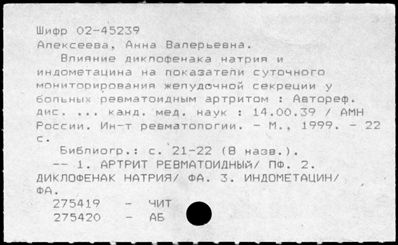 Шифр 02-45239
Алексеева, Анна Валерьевна.
Влияние диклофенака натрия и
индометацина на показатели суточного
мониторирования желудочной секреции у
больных ревматоидным артритом : Автореф.
дис. ... канд. мед. наук : 14.00.39 / АМН
России. Ин-т ревматологии. - М., 1999. - 22
с.
Библиогр.: с. 21-22 (8 назв.).
-- 1. АРТРИТ РЕВМАТОИДНЫЙ/ ПФ. 2.
ДИКЛОФЕНАК НАТРИЯ/ ФА. 3. ИНДОМЕТАЦИН/
ФА.
275419 - ЧИТ
275420 - АБ